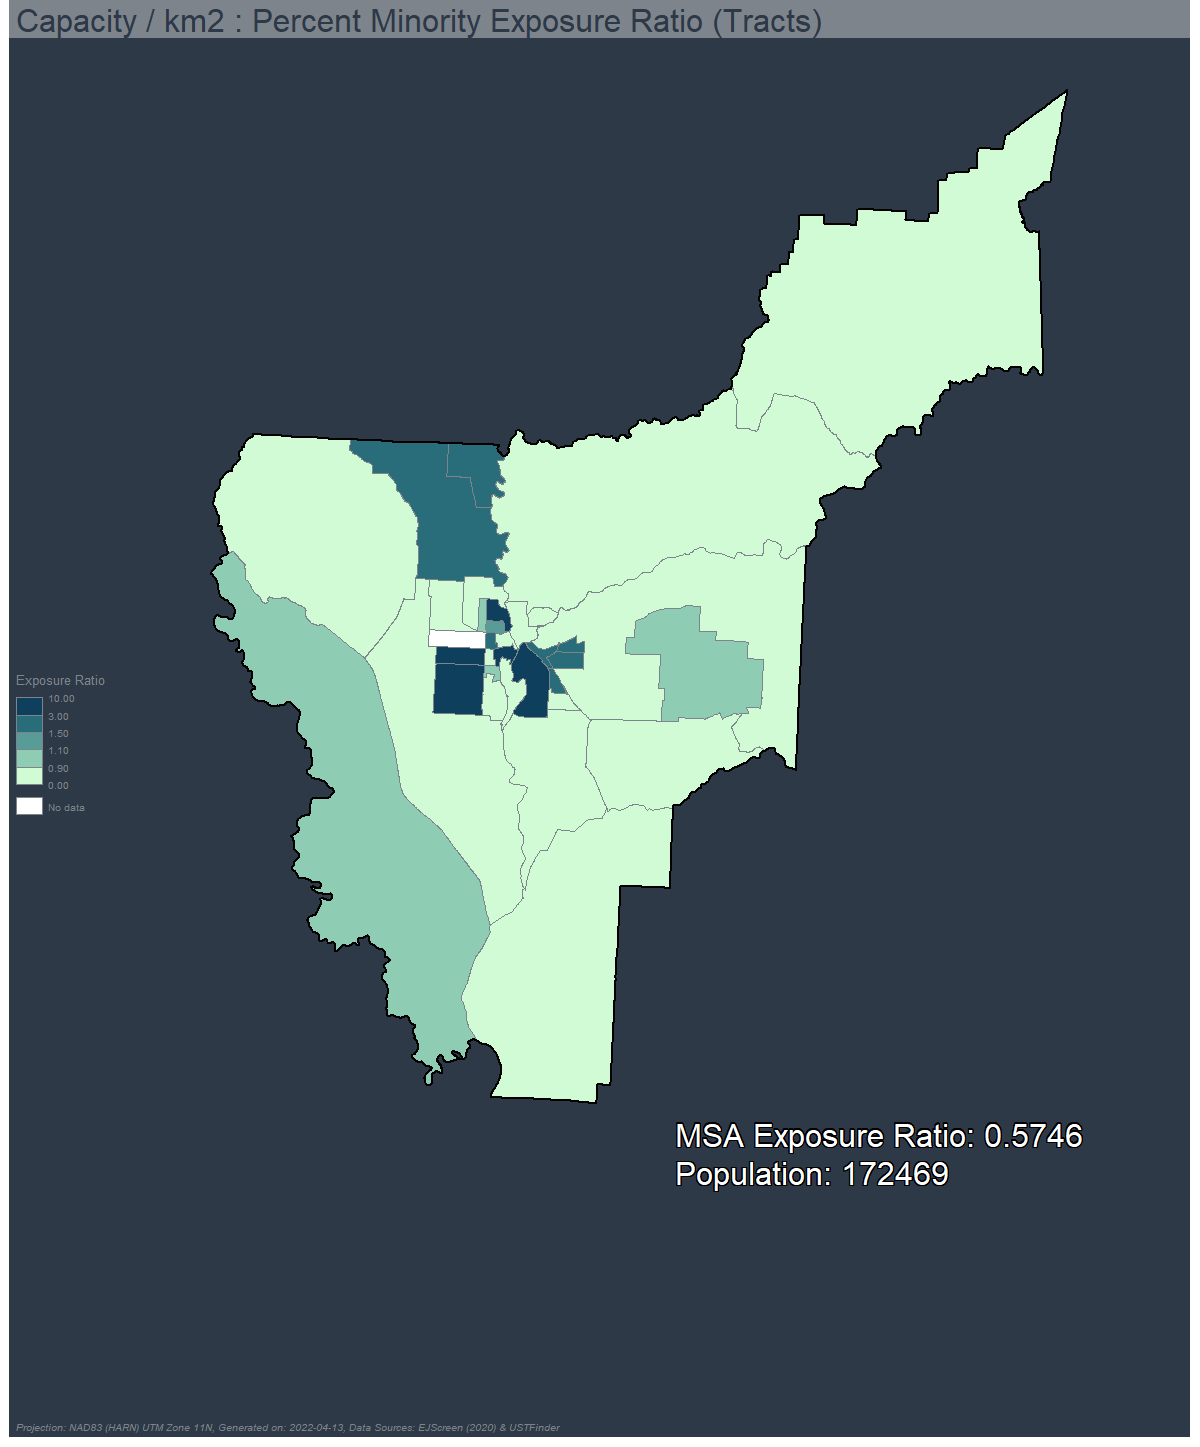 Capacity / km2 : Percent Minority Exposure Ratio (Tracts)
Exposure Ratio
10.00
3.00
1.50
1.10
0.90
0.00
No data
MSA Exposure Ratio: 0.5746
Population: 172469
Projection: NAD83 (HARN) UTM Zone 11N, Generated on: 2022-04-13, Data Sources: EJScreen (2020) & USTFinder